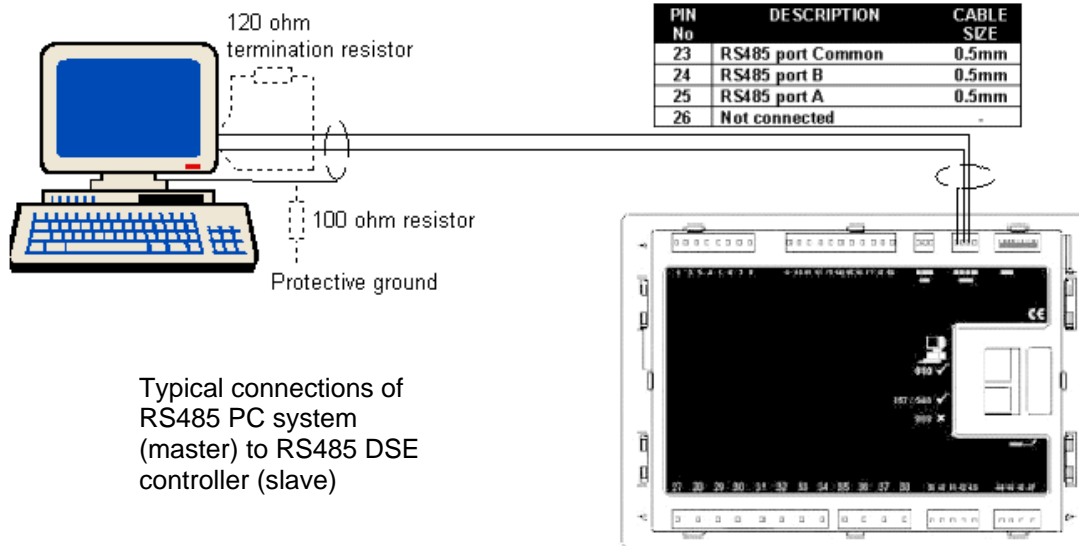 120 ohm
termination resistor
PIN No DESCRIPTION CABLE SIZE
23 RS485 port Common 0.5mm
24 RS485 port B 0.5mm
25 RS485 port A 0.5mm
26 Not connected -
100 ohm resistor
Protective ground
Typical connections of
RS485 PC system
(master) to RS485 DSE
controller (slave)
CE
27 28 29 30 31 32 33 34 35 36 37 38